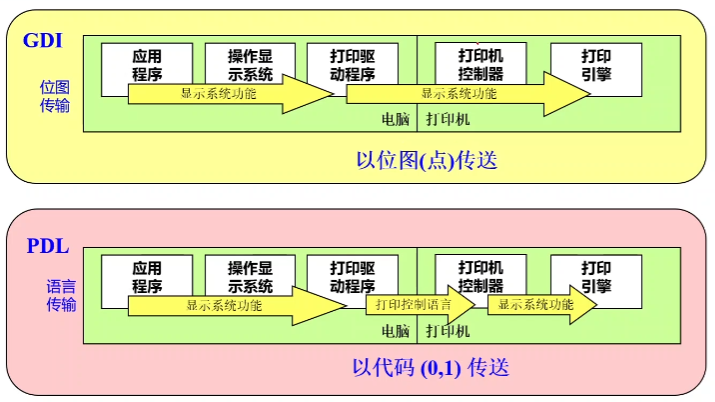 GDI
位图
传输
应用
程序
操作显
示系统
打印驱
动程序
打印机
控制器
打印
引擎
显示系统功能
显示系统功能
电脑
打印机
以位图(点)传送
PDL
语言
传输
应用
程序
操作显
示系统
打印驱
动程序
打印机
控制器
打印
引擎
显示系统功能
打印控制语言
显示系统功能
电脑
打印机
以代码 (0,1) 传送